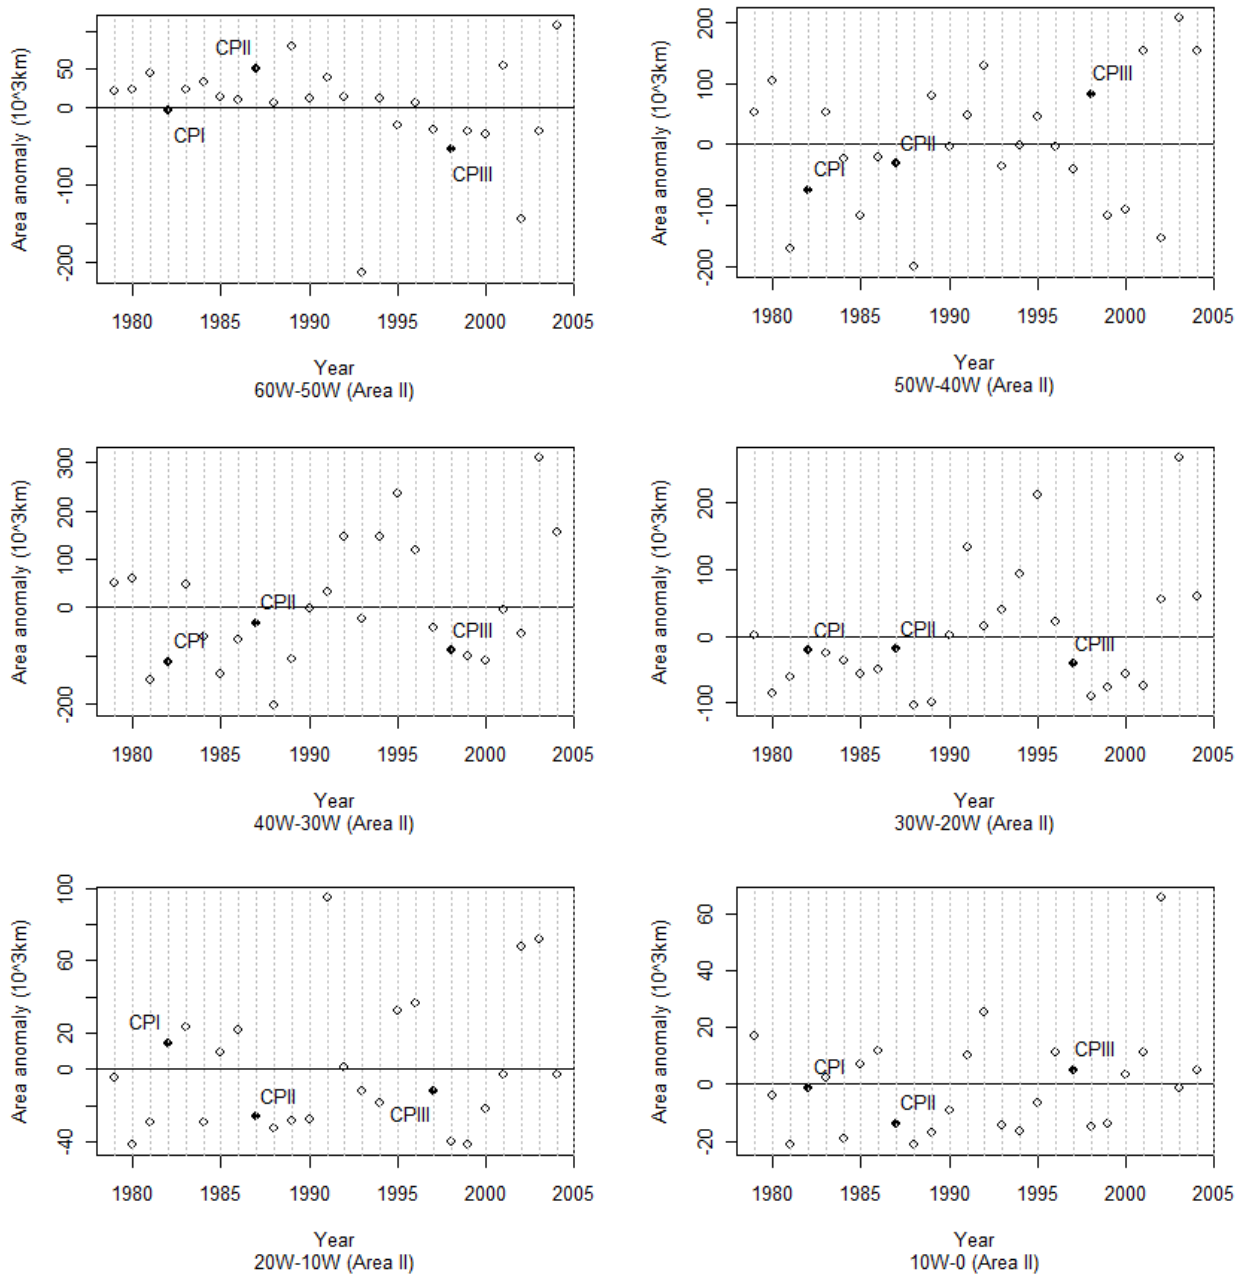 Area anomaly (10^3km)
50
0
-100
-200
CPI
CPII
CPIII
1980 1985 1990 1995 2000 2005
Year
60W-50W (Area II)
Area anomaly (10^3km)
200
100
0
-100
-200
CPI
CPII
CPIII
1980 1985 1990 1995 2000 2005
Year
50W-40W (Area II)
Area anomaly (10^3km)
300
200
100
0
-200
CPI
CPII
CPIII
1980 1985 1990 1995 2000 2005
Year
40W-30W (Area II)
Area anomaly (10^3km)
200
100
0
-100
CPI
CPII
CPIII
1980 1985 1990 1995 2000 2005
Year
30W-20W (Area II)
Area anomaly (10^3km)
100
60
20
0
-40
CPI
CPII
CPIII
1980 1985 1990 1995 2000 2005
Year
20W-10W (Area II)
Area anomaly (10^3km)
60
40
20
0
-20
CPI
CPII
CPIII
1980 1985 1990 1995 2000 2005
Year
10W-0 (Area II)